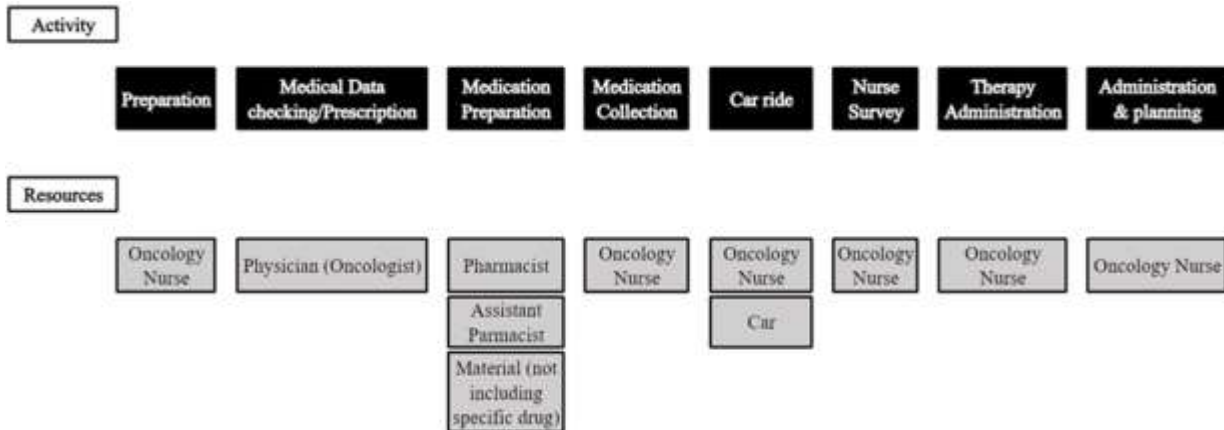 Activity
Preparation
Medical Data
checking/Prescription
Medication
Preparation
Medication
Collection
Car ride
Nurse
Survey
Therapy
Administration
Administration
& planning
Resources
Oncology
Nurse
Physician (Oncologist)
Pharmacist
Oncology
Nurse
Oncology
Nurse
Oncology
Nurse
Oncology
Nurse
Oncology Nurse
Assistant
Parmacist
Car
Material (not
including
specific drug)